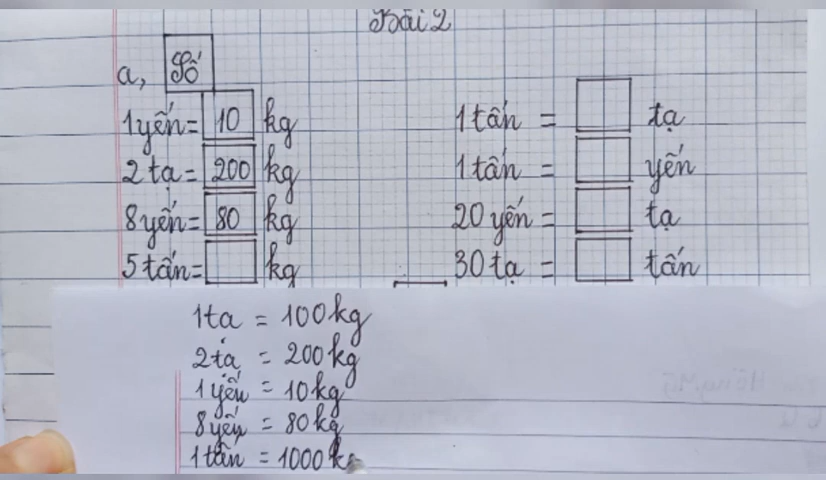 Bài 2
a, Số
1 yến = 10 kg
2 tạ = 200 kg
8 yến = 80 kg
5 tấn = kg
1 tấn = tạ
1 tấn = yến
20 yến = tạ
30 tạ = tấn
1 tạ = 100 kg
2 tạ = 200 kg
1 yến = 10 kg
8 yến = 80 kg
1 tấn = 1000 kg